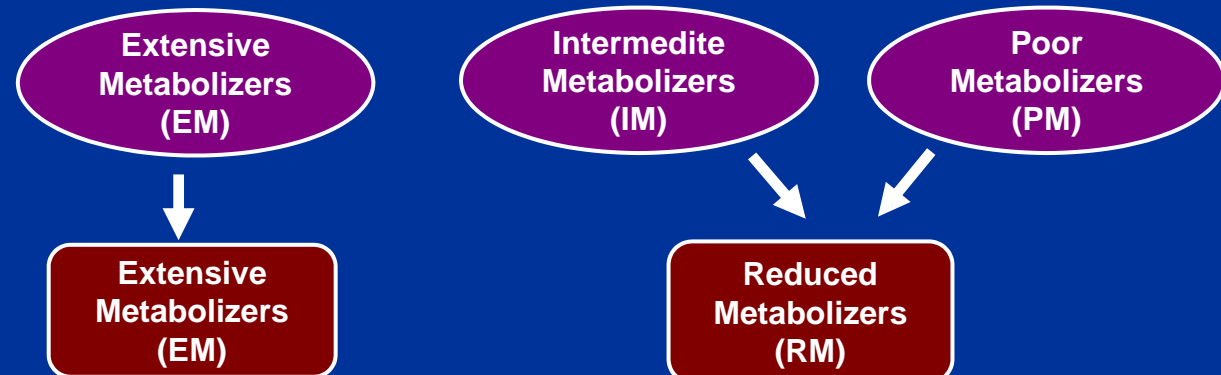 Extensive
Metabolizers
(EM)
Intermedite
Metabolizers
(IM)
Poor
Metabolizers
(PM)
Extensive
Metabolizers
(EM)
Reduced
Metabolizers
(RM)